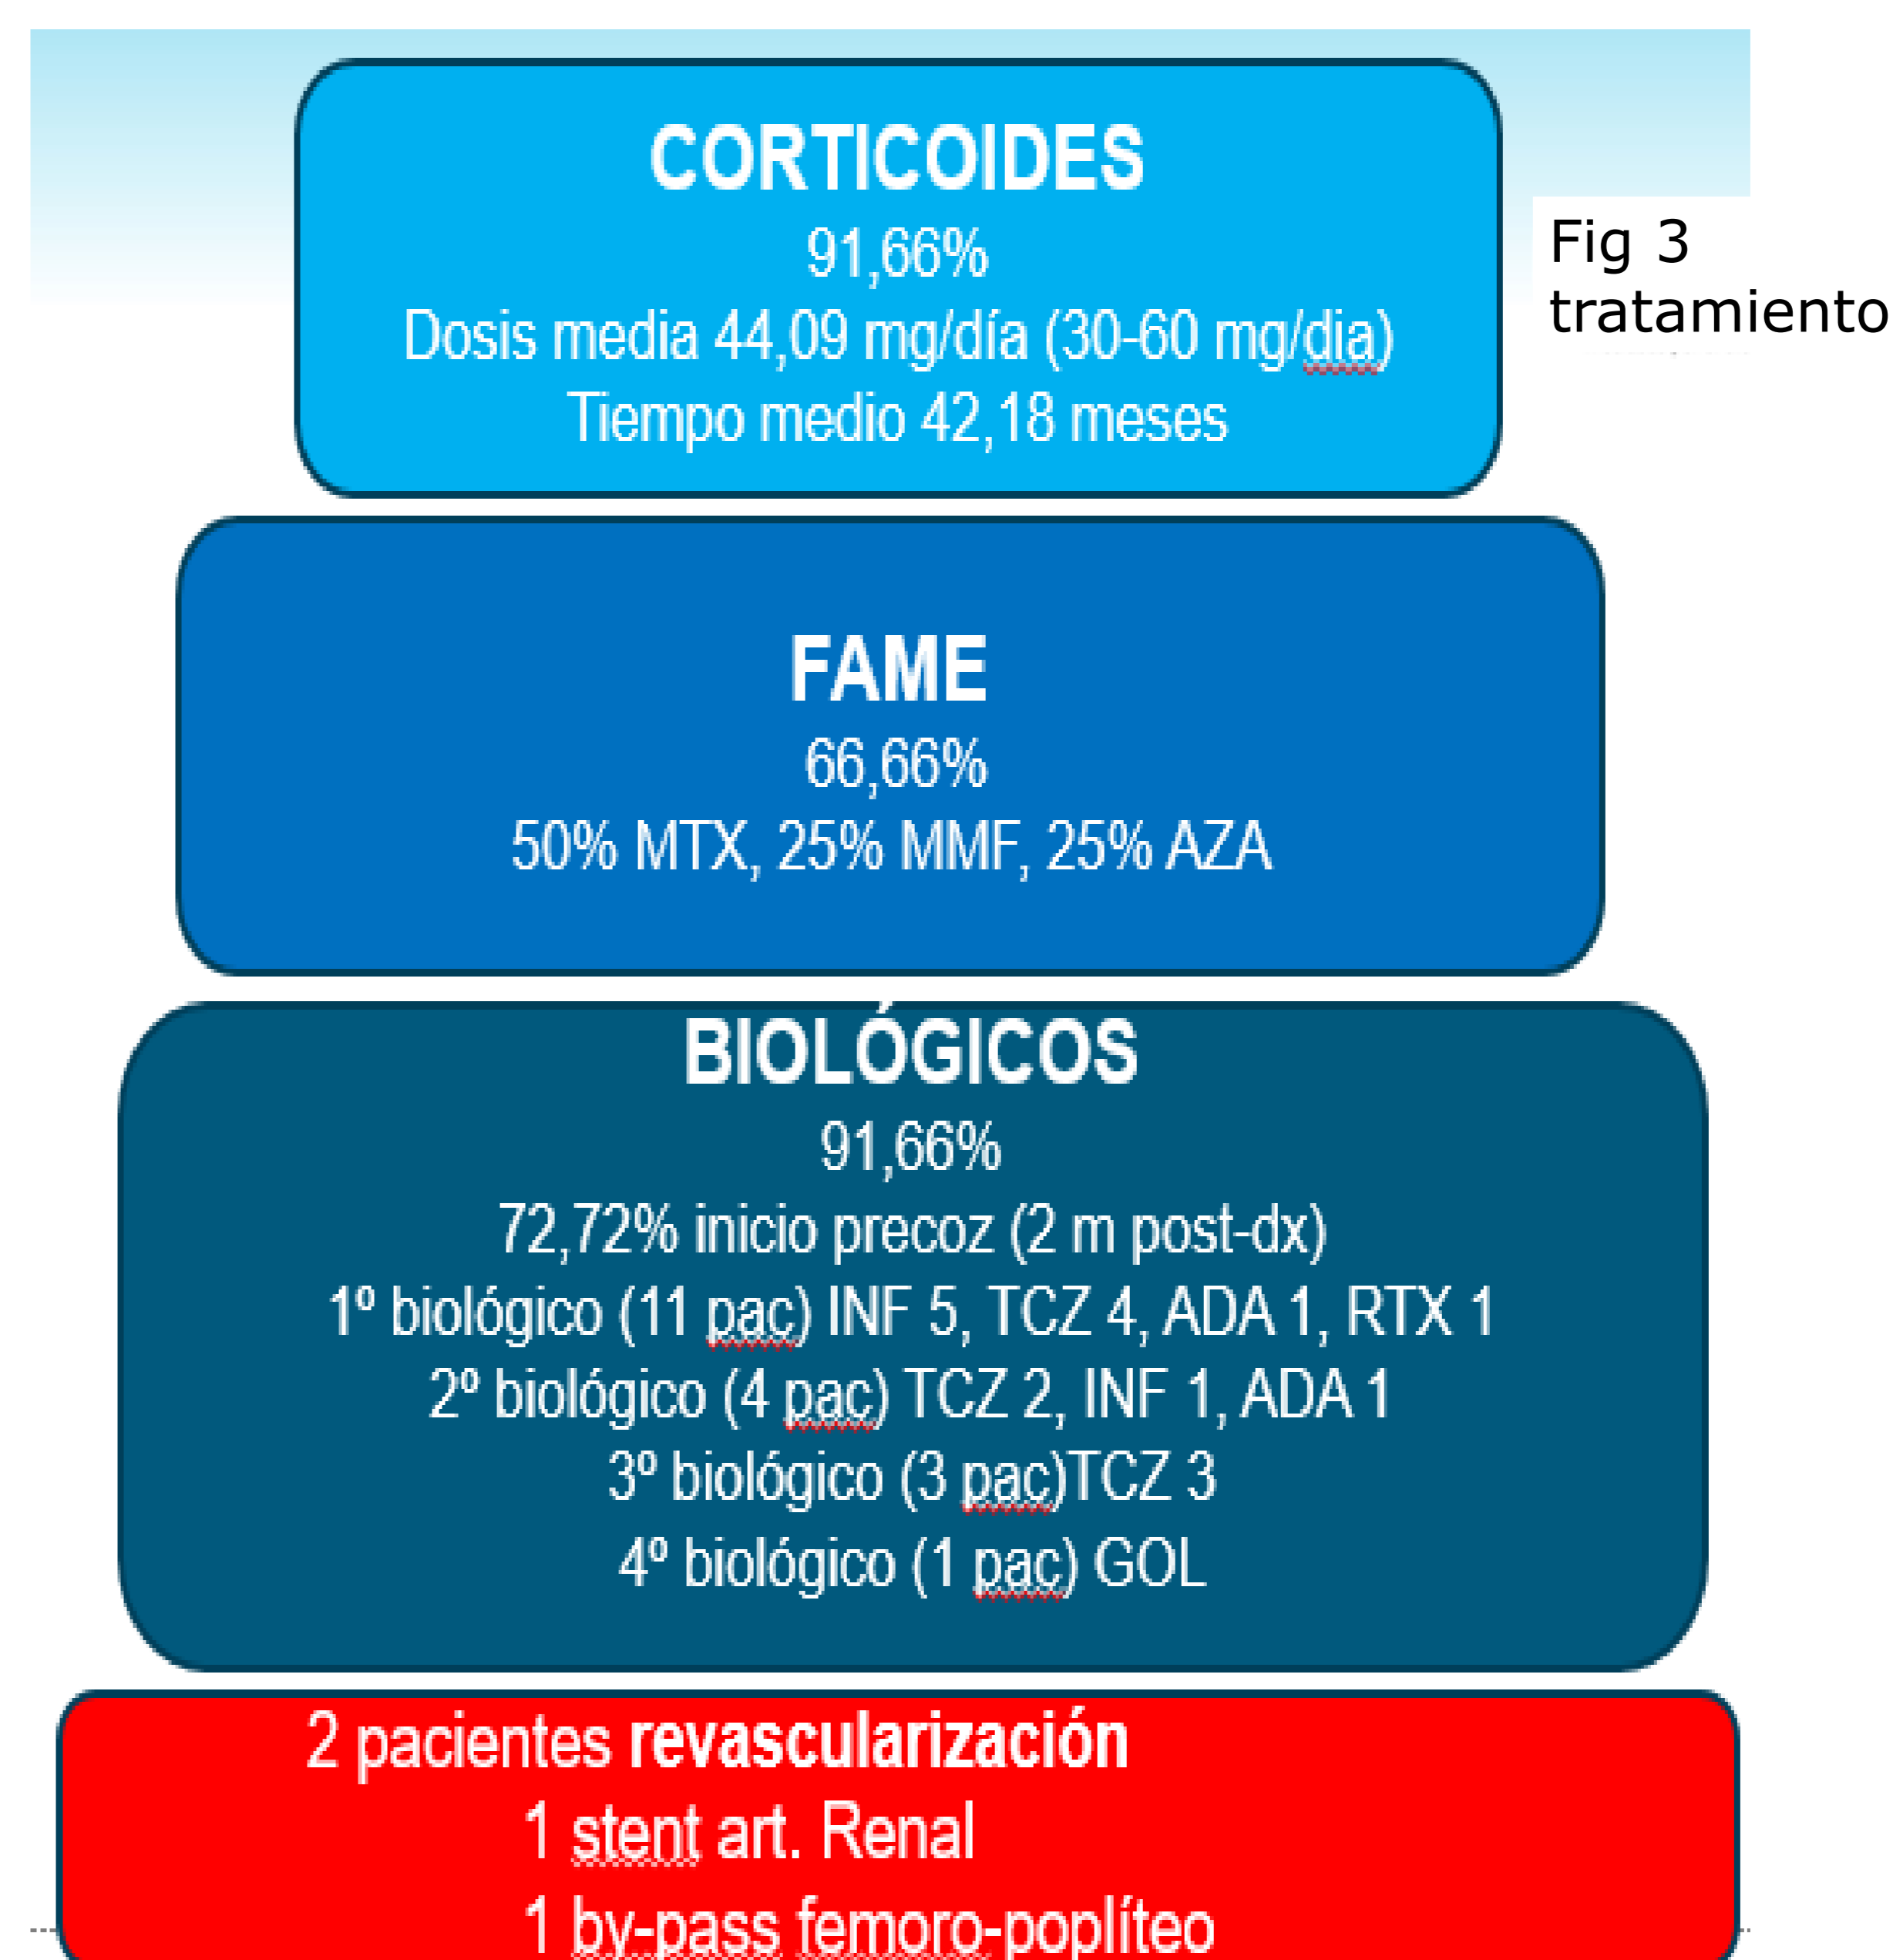 CORTICOIDES
91,66%
Dosis media 44,09 mg/día (30-60 mg/dia)
Tiempo medio 42,18 meses
Fig 3
tratamiento
FAME
66,66%
50% MTX, 25% MMF, 25% AZA
BIOLÓGICOS
91,66%
72,72% inicio precoz (2 m post-dx)
1º biológico (11 pac) INF 5, TCZ 4, ADA 1, RTX 1
2º biológico (4 pac) TCZ 2, INF 1, ADA 1
3º biológico (3 pac)TCZ 3
4º biológico (1 pac) GOL
2 pacientes revascularización
1 stent art. Renal
1 by-pass femoro-poplíteo